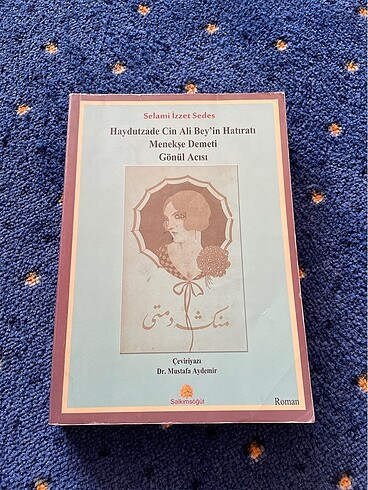 Selami İzzet Sedes
Haydutzade Cin Ali Bey'in Hatıratı
Menekşe Demeti
Gönül Acısı
منكشه دمتی
Çeviriyazı
Dr. Mustafa Aydemir
Salkımsöğüt
Roman